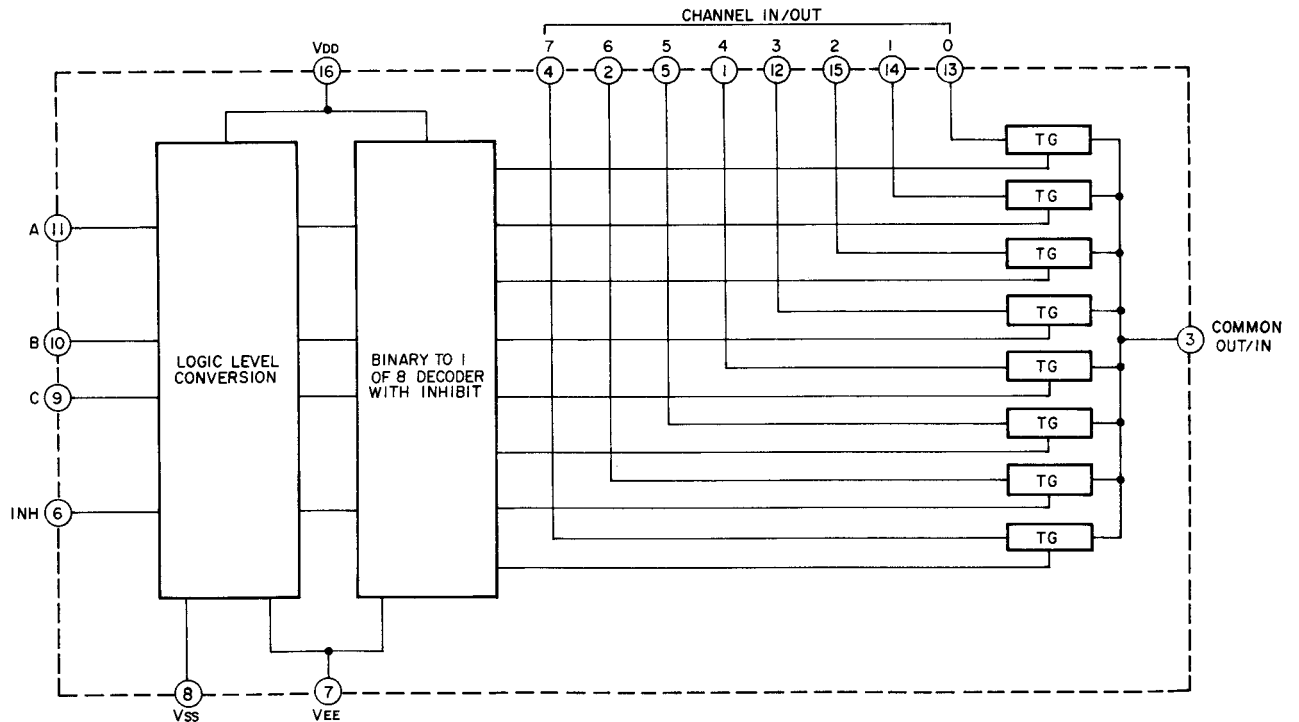 CHANNEL IN/OUT
7 6 5 4 3 2 1 0
VDD
16 4 2 5 1 12 15 14 13
TG
TG
A 11
TG
TG
B 10
LOGIC LEVEL
CONVERSION
BINARY TO 1
OF 8 DECODER
WITH INHIBIT
3 COMMON
OUT/IN
TG
C 9
TG
TG
INH 6
TG
8 7
VSS VEE